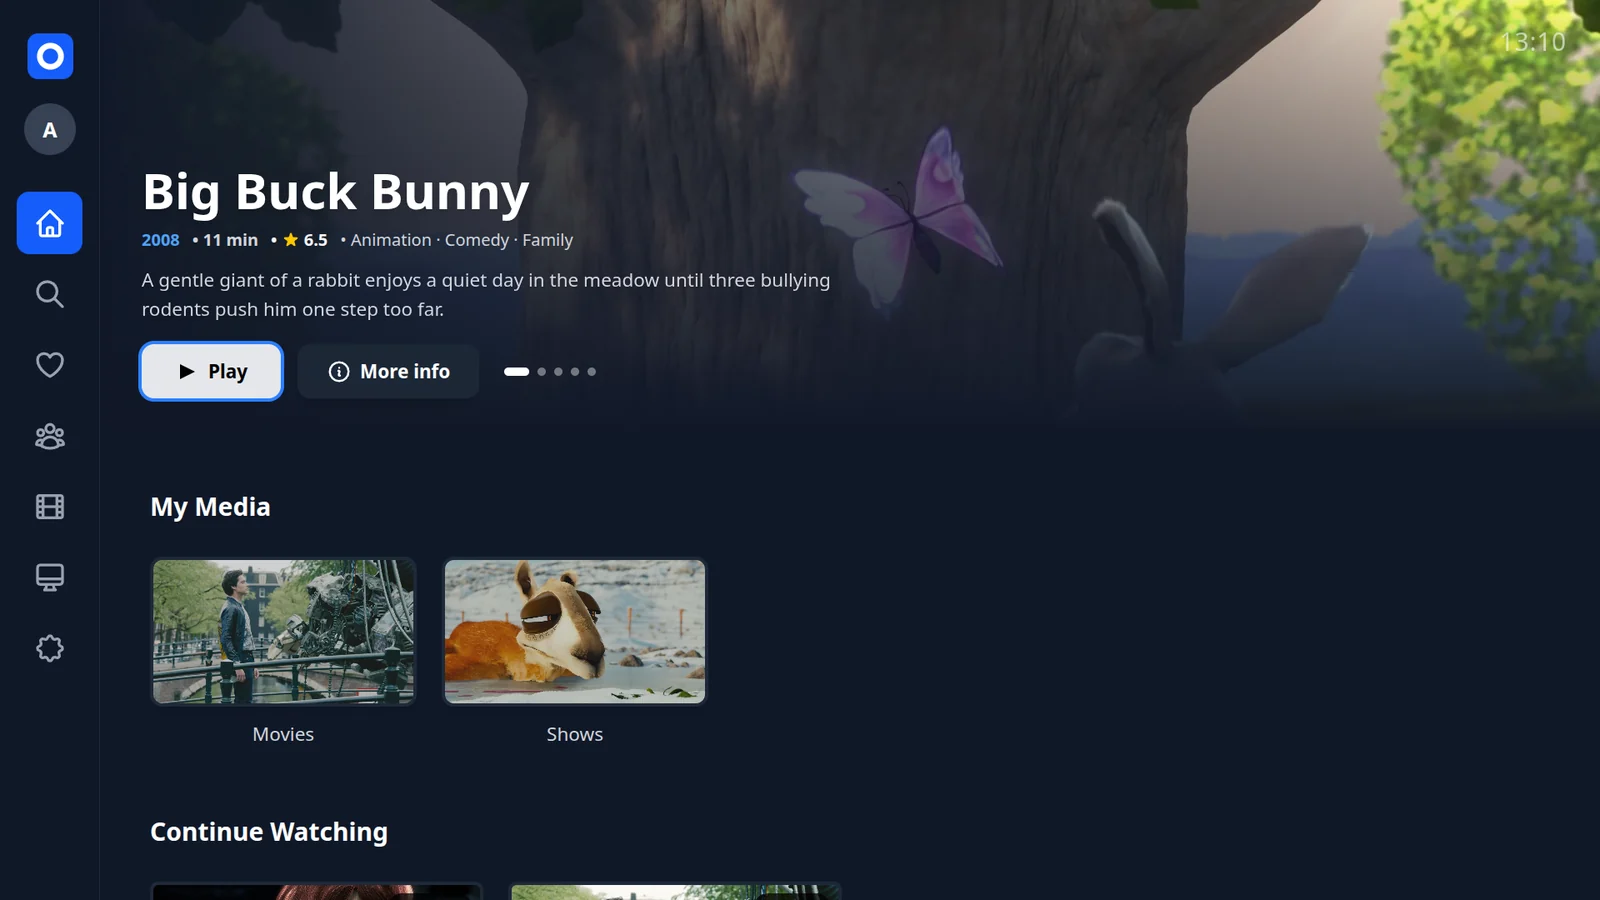 13:10
A
Big Buck Bunny
2008 • 11 min • ★ 6.5 • Animation · Comedy · Family
A gentle giant of a rabbit enjoys a quiet day in the meadow until three bullying
rodents push him one step too far.
Play
More info
My Media
Movies
Shows
Continue Watching